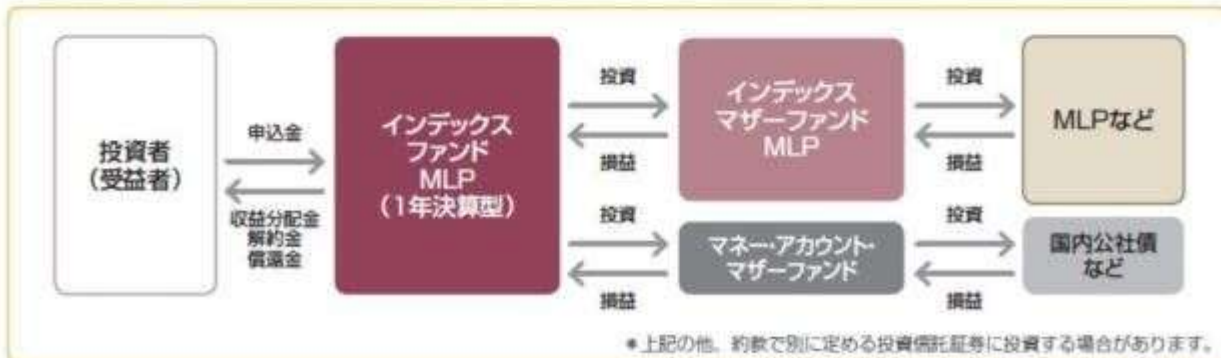 投資者
（受益者）
申込金
収益分配金
解約金
償還金
インデックス
ファンド
MLP
（1年決算型）
投資
損益
インデックス
マザーファンド
MLP
投資
損益
MLPなど
投資
損益
マネー・アカウント・
マザーファンド
投資
損益
国内公社債
など
＊上記の他、約款で別に定める投資信託証券に投資する場合があります。